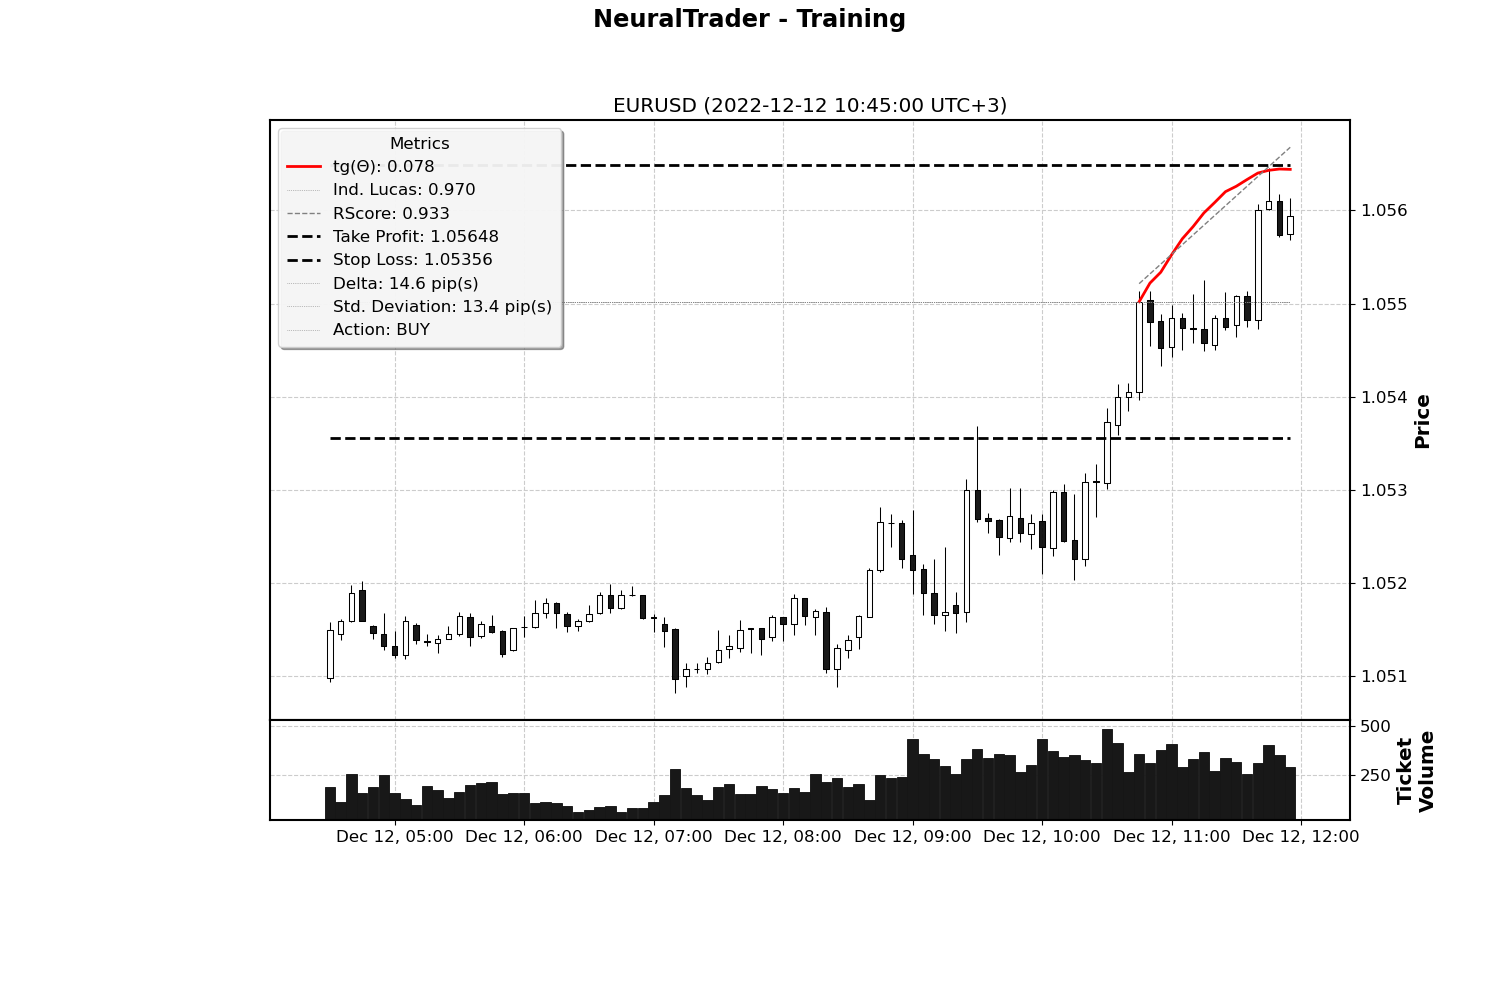 NeuralTrader - Training
EURUSD (2022-12-12 10:45:00 UTC+3)
Metrics
tg(Θ): 0.078
Ind. Lucas: 0.970
RScore: 0.933
Take Profit: 1.05648
Stop Loss: 1.05356
Delta: 14.6 pip(s)
Std. Deviation: 13.4 pip(s)
Action: BUY
1.056
1.055
1.054
1.053
1.052
1.051
Price
500
250
Ticket
Volume
Dec 12, 05:00
Dec 12, 06:00
Dec 12, 07:00
Dec 12, 08:00
Dec 12, 09:00
Dec 12, 10:00
Dec 12, 11:00
Dec 12, 12:00